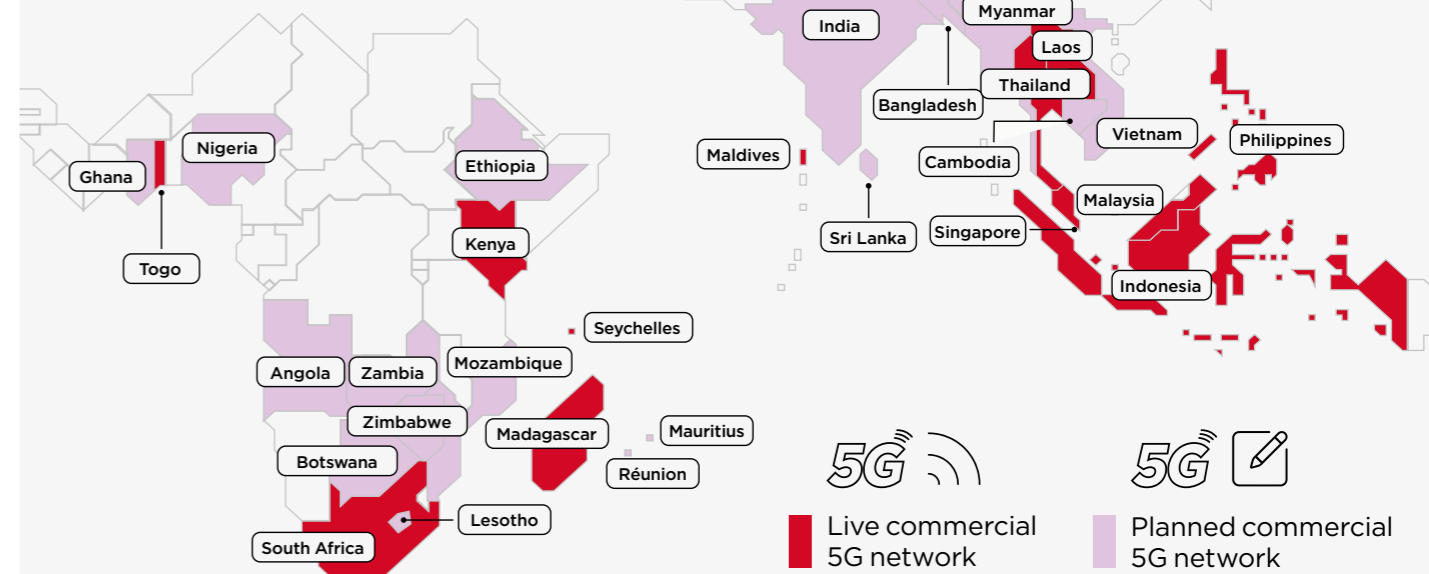 Myanmar
India
Laos
Thailand
Bangladesh
Vietnam
Philippines
Nigeria
Maldives
Cambodia
Ethiopia
Ghana
Malaysia
Singapore
Sri Lanka
Kenya
Togo
Indonesia
Seychelles
Mozambique
Angola
Zambia
Zimbabwe
Madagascar
Mauritius
Botswana
Réunion
Lesotho
South Africa
5G
5G
Live commercial
5G network
Planned commercial
5G network